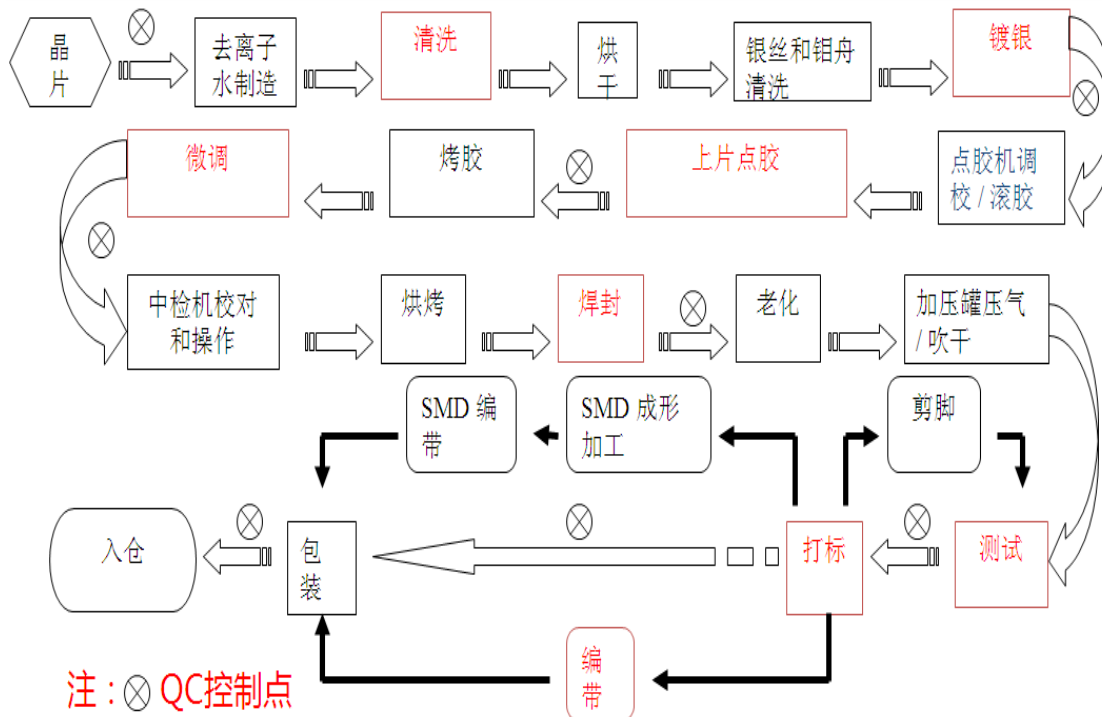 晶
片
去离子
水制造
清洗
烘
干
银丝和钼舟
清洗
镀银
微调
烤胶
上片点胶
点胶机调
校 / 滚胶
中检机校对
和操作
烘烤
焊封
老化
加压罐压气
/ 吹干
SMD 编
带
SMD 成形
加工
剪脚
入仓
包
装
打标
测试
编
带
注：⊗ QC控制点